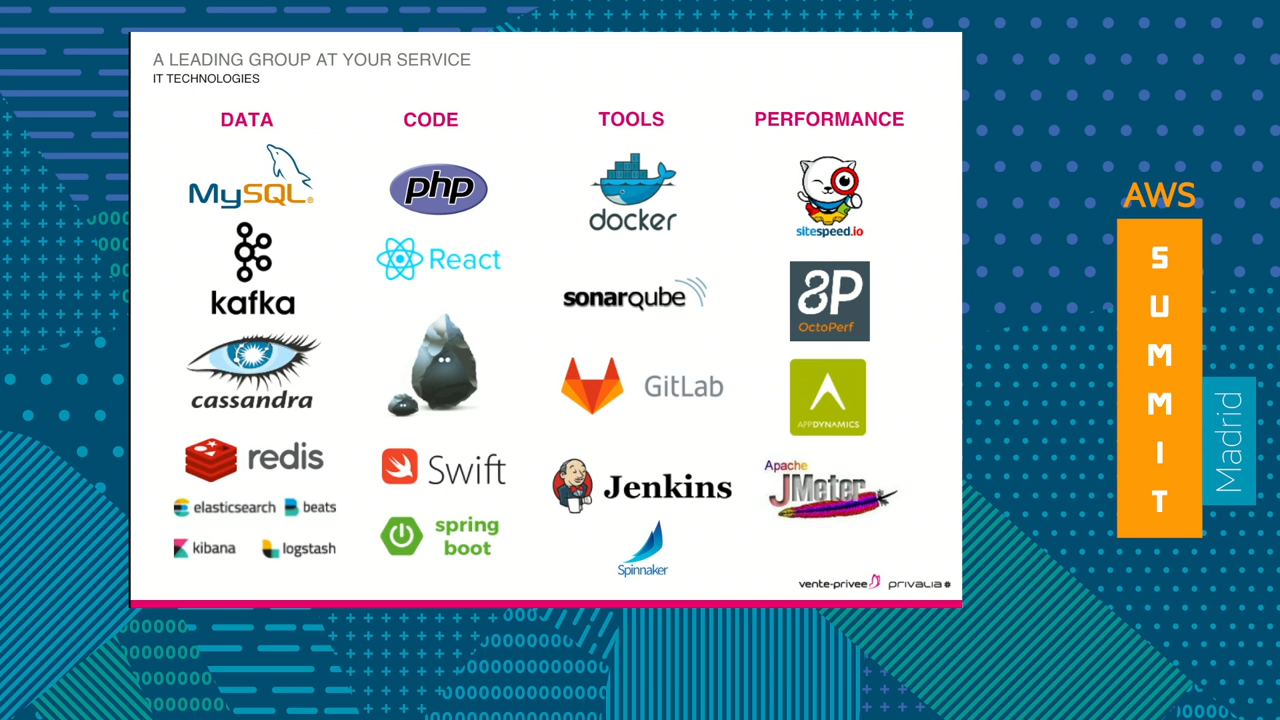 A LEADING GROUP AT YOUR SERVICE
IT TECHNOLOGIES
DATA
CODE
TOOLS
PERFORMANCE
MySQL®
kafka
cassandra
redis
elasticsearch
beats
kibana
logstash
php
React
Swift
spring
boot
docker
sonarqube
GitLab
Jenkins
Spinnaker
sitespeed.io
8P
OctoPerf
APPDYNAMICS
Apache
JMeter
vente-privee
PRIVALIA
AWS
SUMMIT
Madrid